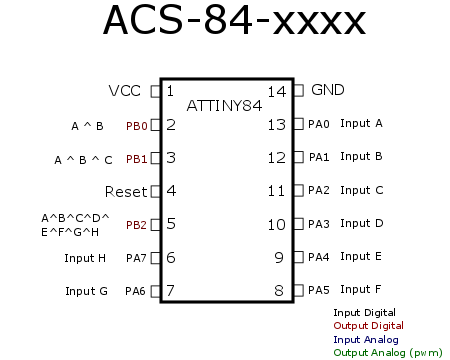 ACS-84-xxxx
VCC 1 14 GND
ATTINY84
A ^ B PB0 2 13 PA0 Input A
A ^ B ^ C PB1 3 12 PA1 Input B
Reset 4 11 PA2 Input C
A^B^C^D^
E^F^G^H PB2 5 10 PA3 Input D
Input H PA7 6 9 PA4 Input E
Input G PA6 7 8 PA5 Input F
Input Digital
Output Digital
Input Analog
Output Analog (pwm)